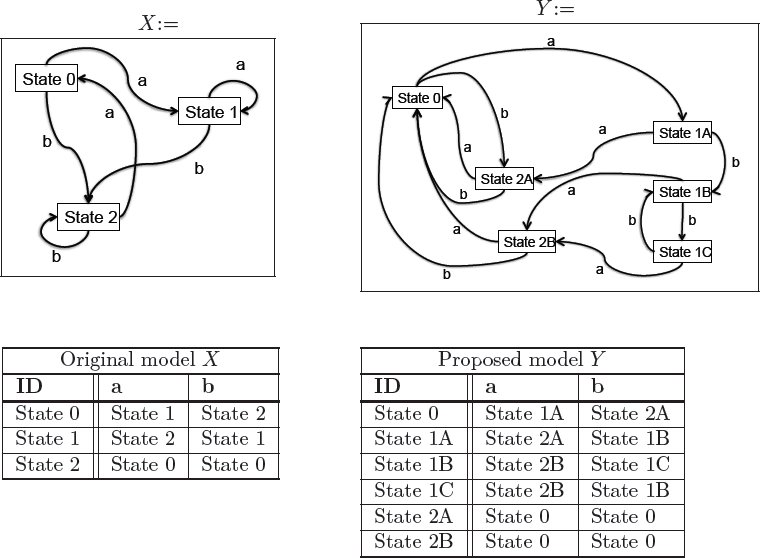 X:=
Y:=
State 0
a
State 1
a
b
a
b
State 2
b
a
State 0
b
a
a
State 1A
b
State 2A
b
a
State 1B
b
b
State 2B
a
b
a
State 1C
Original model X
ID a b
State 0 State 1 State 2
State 1 State 2 State 1
State 2 State 0 State 0
Proposed model Y
ID a b
State 0 State 1A State 2A
State 1A State 2A State 1B
State 1B State 2B State 1C
State 1C State 2B State 1B
State 2A State 0 State 0
State 2B State 0 State 0